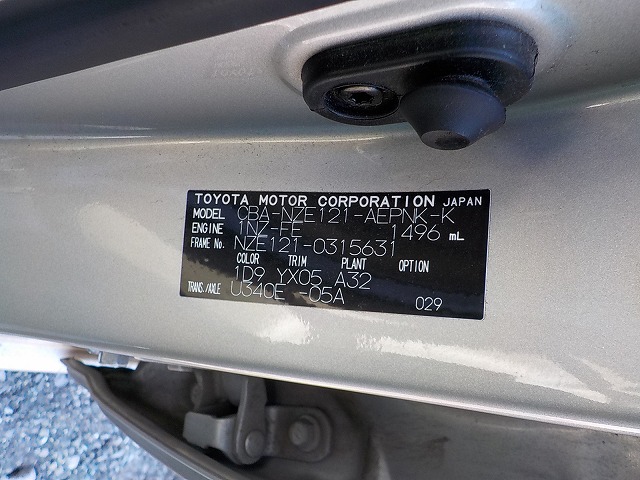 TOYOTA MOTOR CORPORATION JAPAN
MODEL CBA-NZE121-AEPNK-K
ENGINE 1NZ-FE 1496 mL
FRAME No. NZE121-0315631
COLOR TRIM PLANT OPTION
1D9 YX05 A32
TRANS./AXLE U340E -05A 029